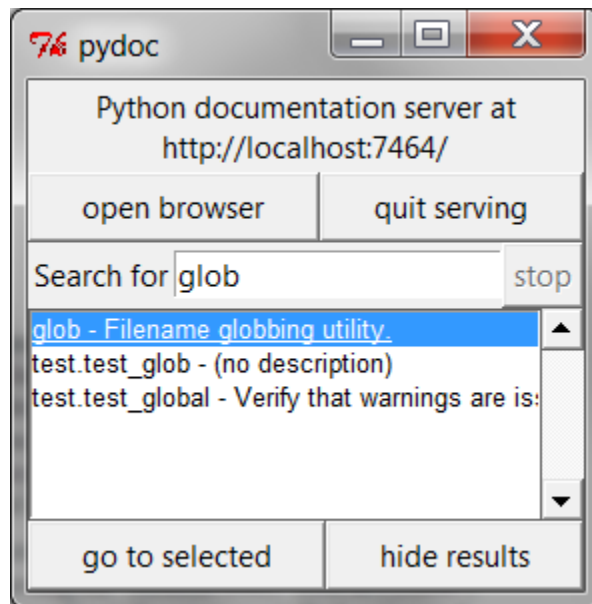 pydoc
Python documentation server at
http://localhost:7464/
open browser
quit serving
Search for glob
stop
glob - Filename globbing utility.
test.test_glob - (no description)
test.test_global - Verify that warnings are is
go to selected
hide results